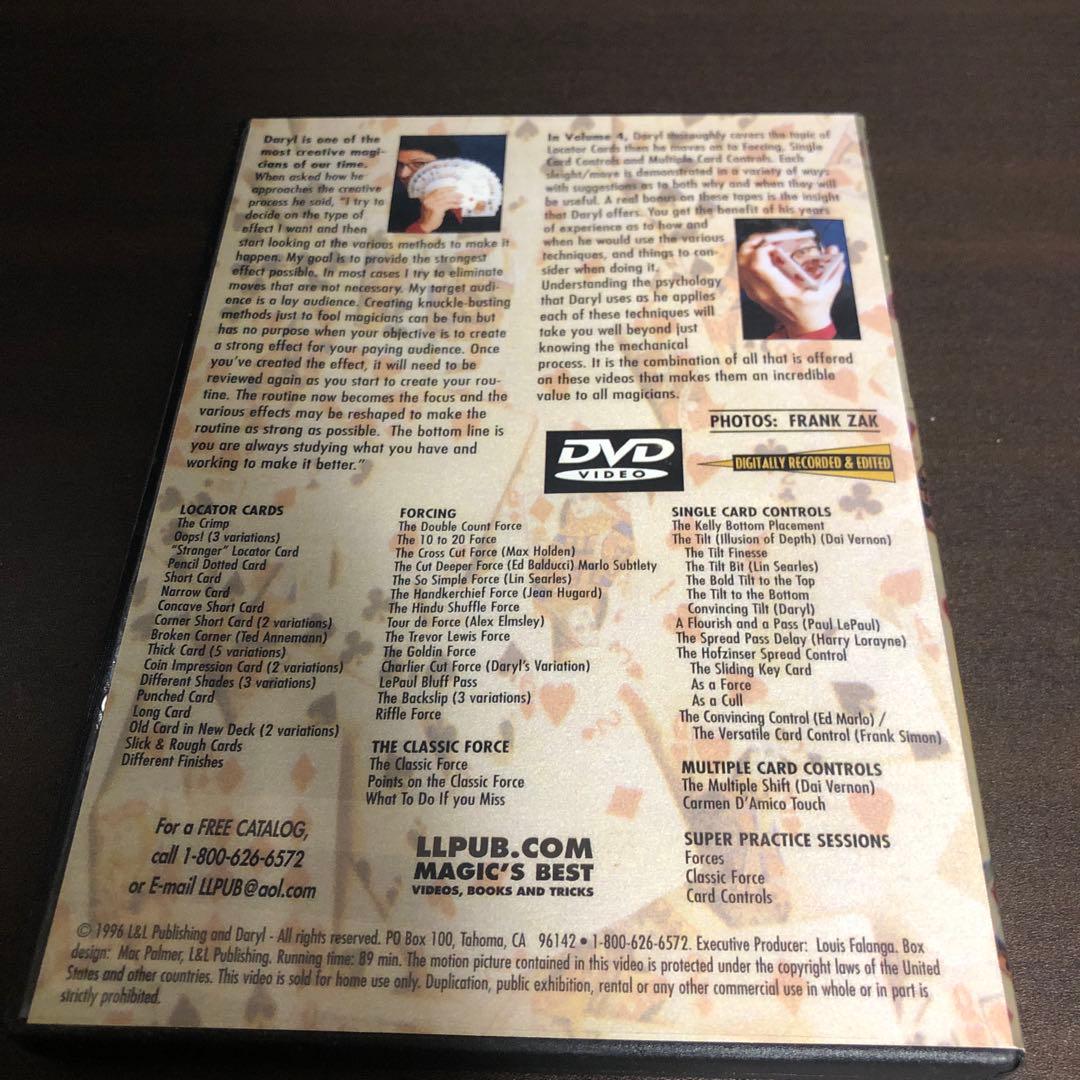 Daryl is one of the
most creative magi-
cians of our time.
When asked how he
approaches the creative
process he said, "I try to
decide on the type of
effect I want and then
start looking at the various methods to make it
happen. My goal is to provide the strongest
effect possible. In most cases I try to eliminate
moves that are not necessary. My target audi-
ence is a lay audience. Creating knuckle-busting
methods just to fool magicians can be fun but
has no purpose when your objective is to create
a strong effect for your paying audience. Once
you've created the effect, it will need to be
reviewed again as you start to create your rou-
tine. The routine now becomes the focus and the
various effects may be reshaped to make the
routine as strong as possible. The bottom line is
you are always studying what you have and
working to make it better."
In Volume 4, Daryl thoroughly covers the topic of
Locator Cards then he moves on to Forcing, Single
Card Controls and Multiple Card Controls. Each
sleight/move is demonstrated in a variety of ways
with suggestions as to both why and when they will
be useful. A real bonus on these tapes is the insight
that Daryl offers. You get the benefit of his years
of experience as to how and
when he would use the various
techniques, and things to con-
sider when doing it.
Understanding the psychology
that Daryl uses as he applies
each of these techniques will
take you well beyond just
knowing the mechanical
process. It is the combination of all that is offered
on these videos that makes them an incredible
value to all magicians.
PHOTOS: FRANK ZAK
DVD
VIDEO
DIGITALLY RECORDED & EDITED
LOCATOR CARDS
The Crimp
Oops! (3 variations)
"Stranger" Locator Card
Pencil Dotted Card
Short Card
Narrow Card
Concave Short Card
Corner Short Card (2 variations)
Broken Corner (Ted Annemann)
Thick Card (5 variations)
Coin Impression Card (2 variations)
Different Shades (3 variations)
Punched Card
Long Card
Old Card in New Deck (2 variations)
Slick & Rough Cards
Different Finishes
FORCING
The Double Count Force
The 10 to 20 Force
The Cross Cut Force (Max Holden)
The Cut Deeper Force (Ed Balducci) Marlo Subtlety
The So Simple Force (Lin Searles)
The Handkerchief Force (Jean Hugard)
The Hindu Shuffle Force
Tour de Force (Alex Elmsley)
The Trevor Lewis Force
The Goldin Force
Charlier Cut Force (Daryl's Variation)
LePaul Bluff Pass
The Backslip (3 variations)
Riffle Force
THE CLASSIC FORCE
The Classic Force
Points on the Classic Force
What To Do If you Miss
SINGLE CARD CONTROLS
The Kelly Bottom Placement
The Tilt (Illusion of Depth) (Dai Vernon)
The Tilt Finesse
The Tilt Bit (Lin Searles)
The Bold Tilt to the Top
The Tilt to the Bottom
Convincing Tilt (Daryl)
A Flourish and a Pass (Paul LePaul)
The Spread Pass Delay (Harry Lorayne)
The Hofzinser Spread Control
The Sliding Key Card
As a Force
As a Cull
The Convincing Control (Ed Marlo) /
The Versatile Card Control (Frank Simon)
MULTIPLE CARD CONTROLS
The Multiple Shift (Dai Vernon)
Carmen D'Amico Touch
SUPER PRACTICE SESSIONS
Forces
Classic Force
Card Controls
For a FREE CATALOG,
call 1-800-626-6572
or E-mail LLPUB@aol.com
LLPUB.COM
MAGIC'S BEST
VIDEOS, BOOKS AND TRICKS
© 1996 L&L Publishing and Daryl - All rights reserved. PO Box 100, Tahoma, CA 96142 • 1-800-626-6572. Executive Producer: Louis Falanga. Box
design: Mac Palmer, L&L Publishing. Running time: 89 min. The motion picture contained in this video is protected under the copyright laws of the United
States and other countries. This video is sold for home use only. Duplication, public exhibition, rental or any other commercial use in whole or in part is
strictly prohibited.